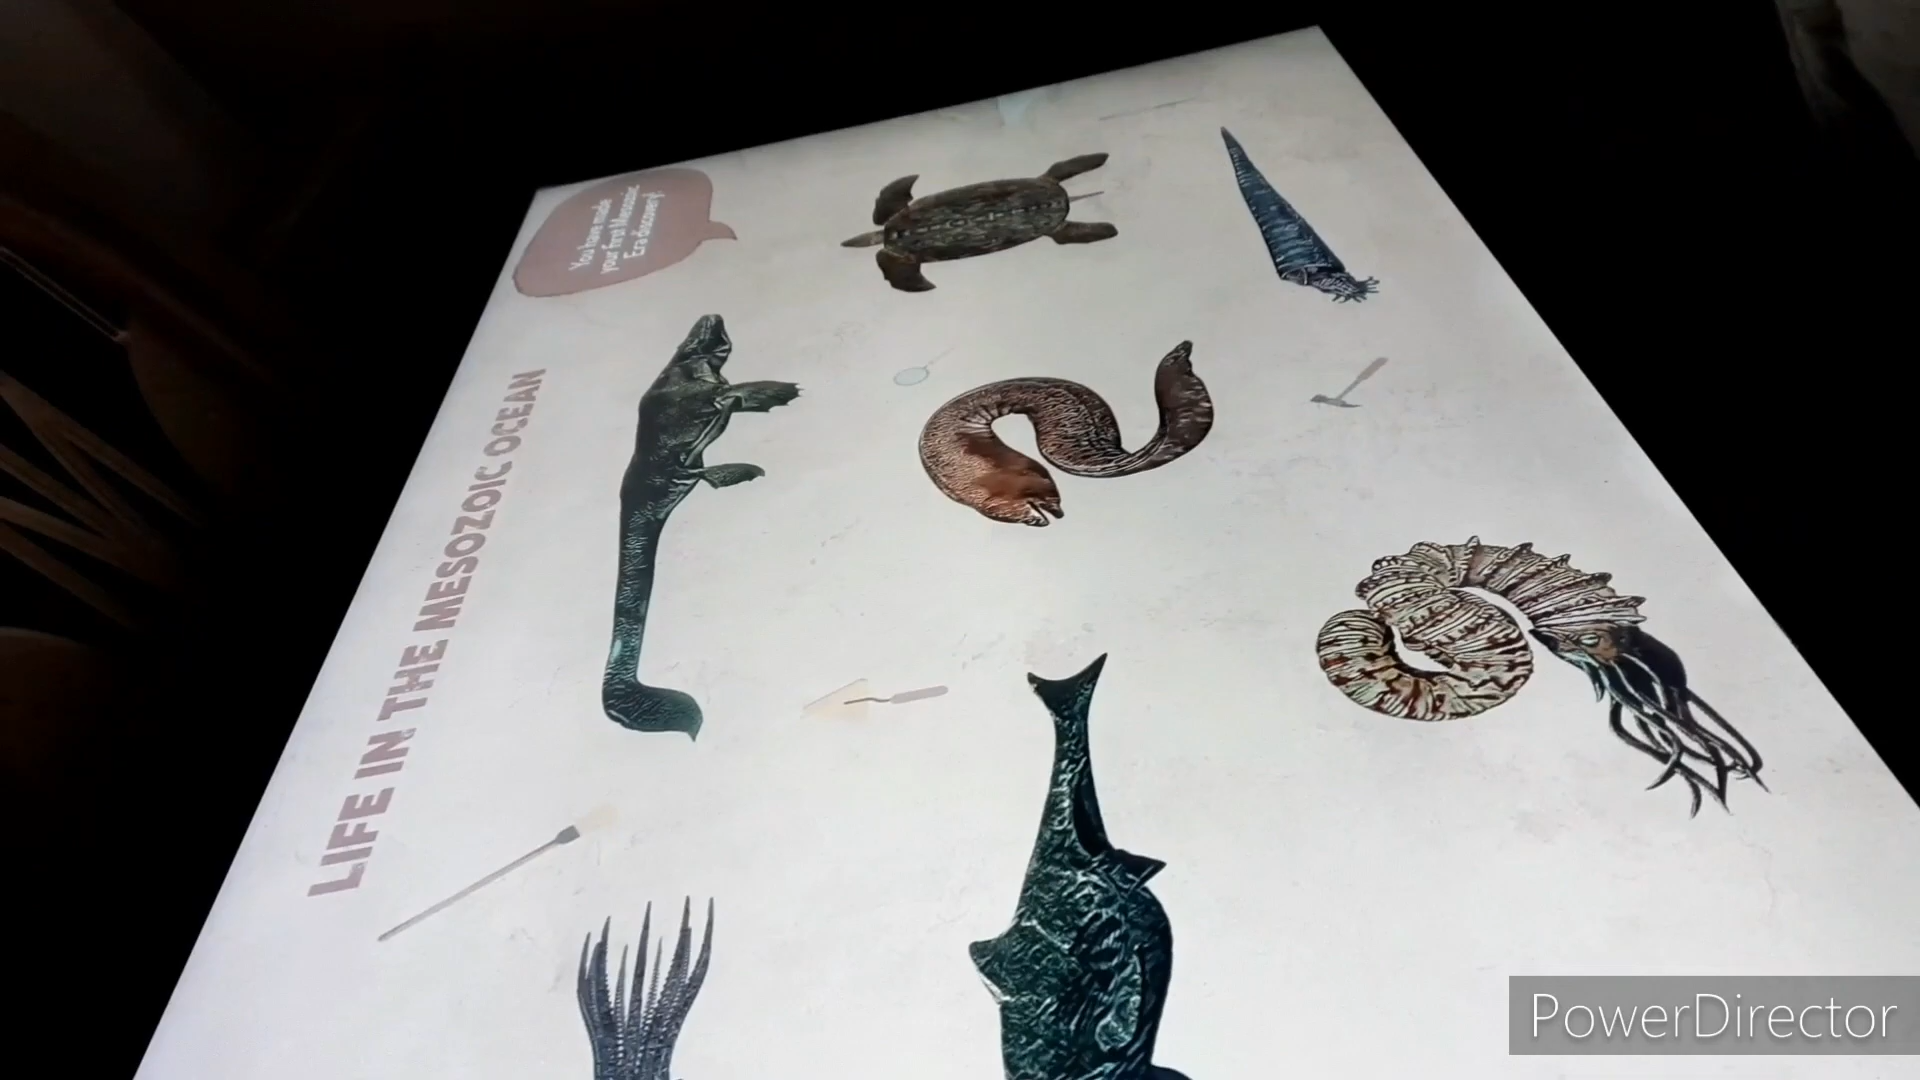 You have made
your first Mesozoic
Era discovery!
LIFE IN THE MESOZOIC OCEAN
PowerDirector